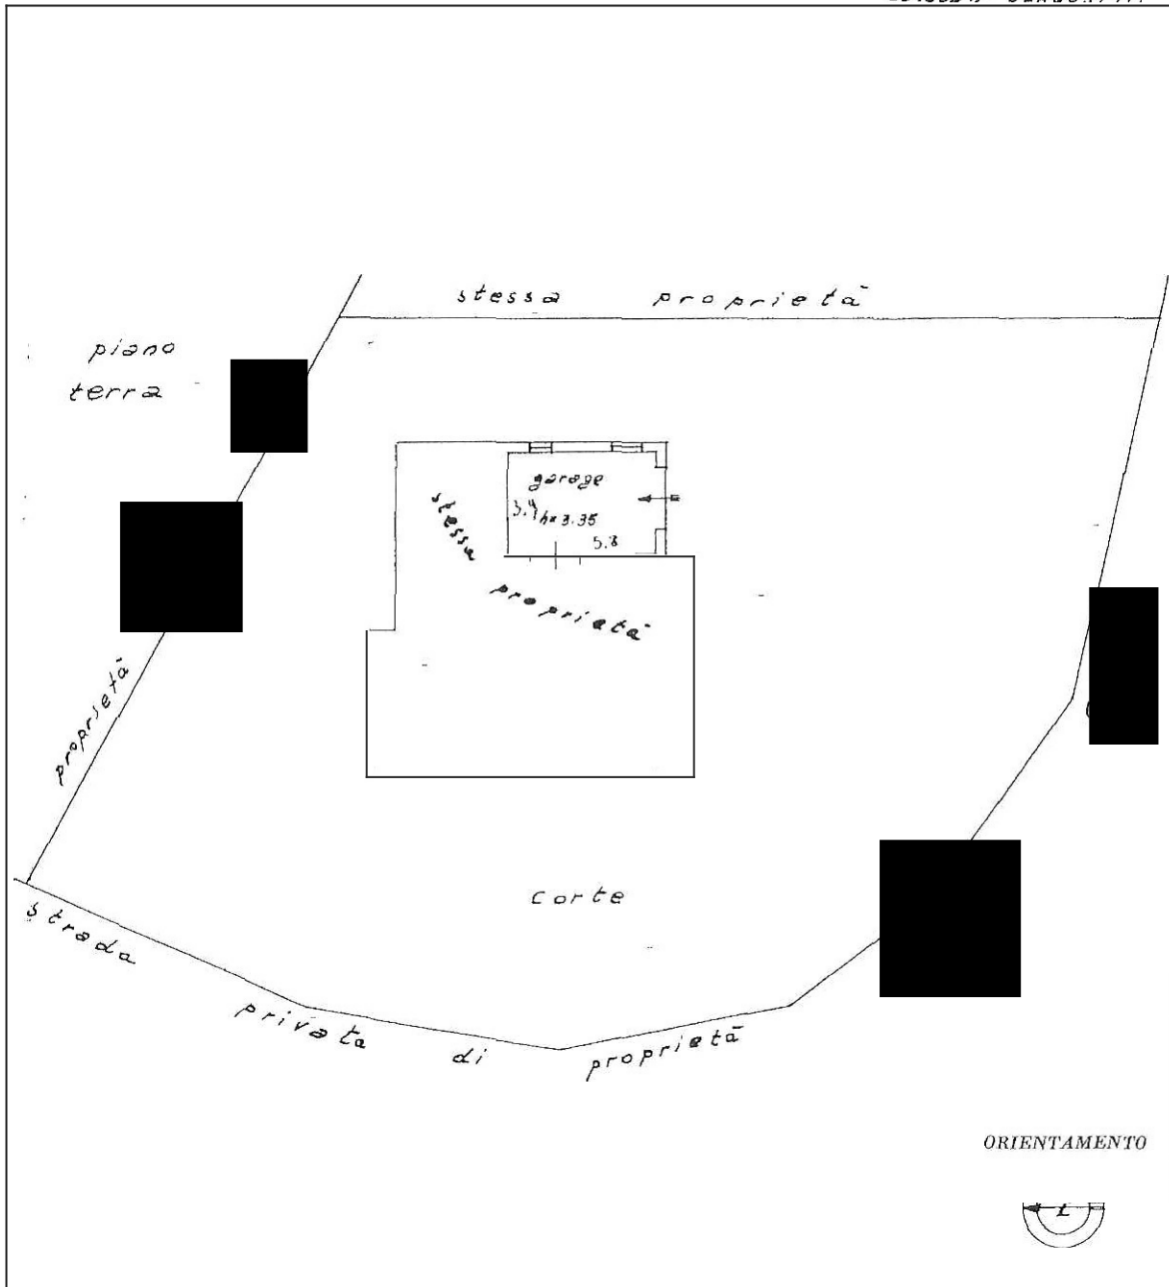 stessa proprietà
piano
terra
garage
3.4 h=3.35
5.8
stessa proprietà
proprietà
corte
strada privata di proprietà
ORIENTAMENTO